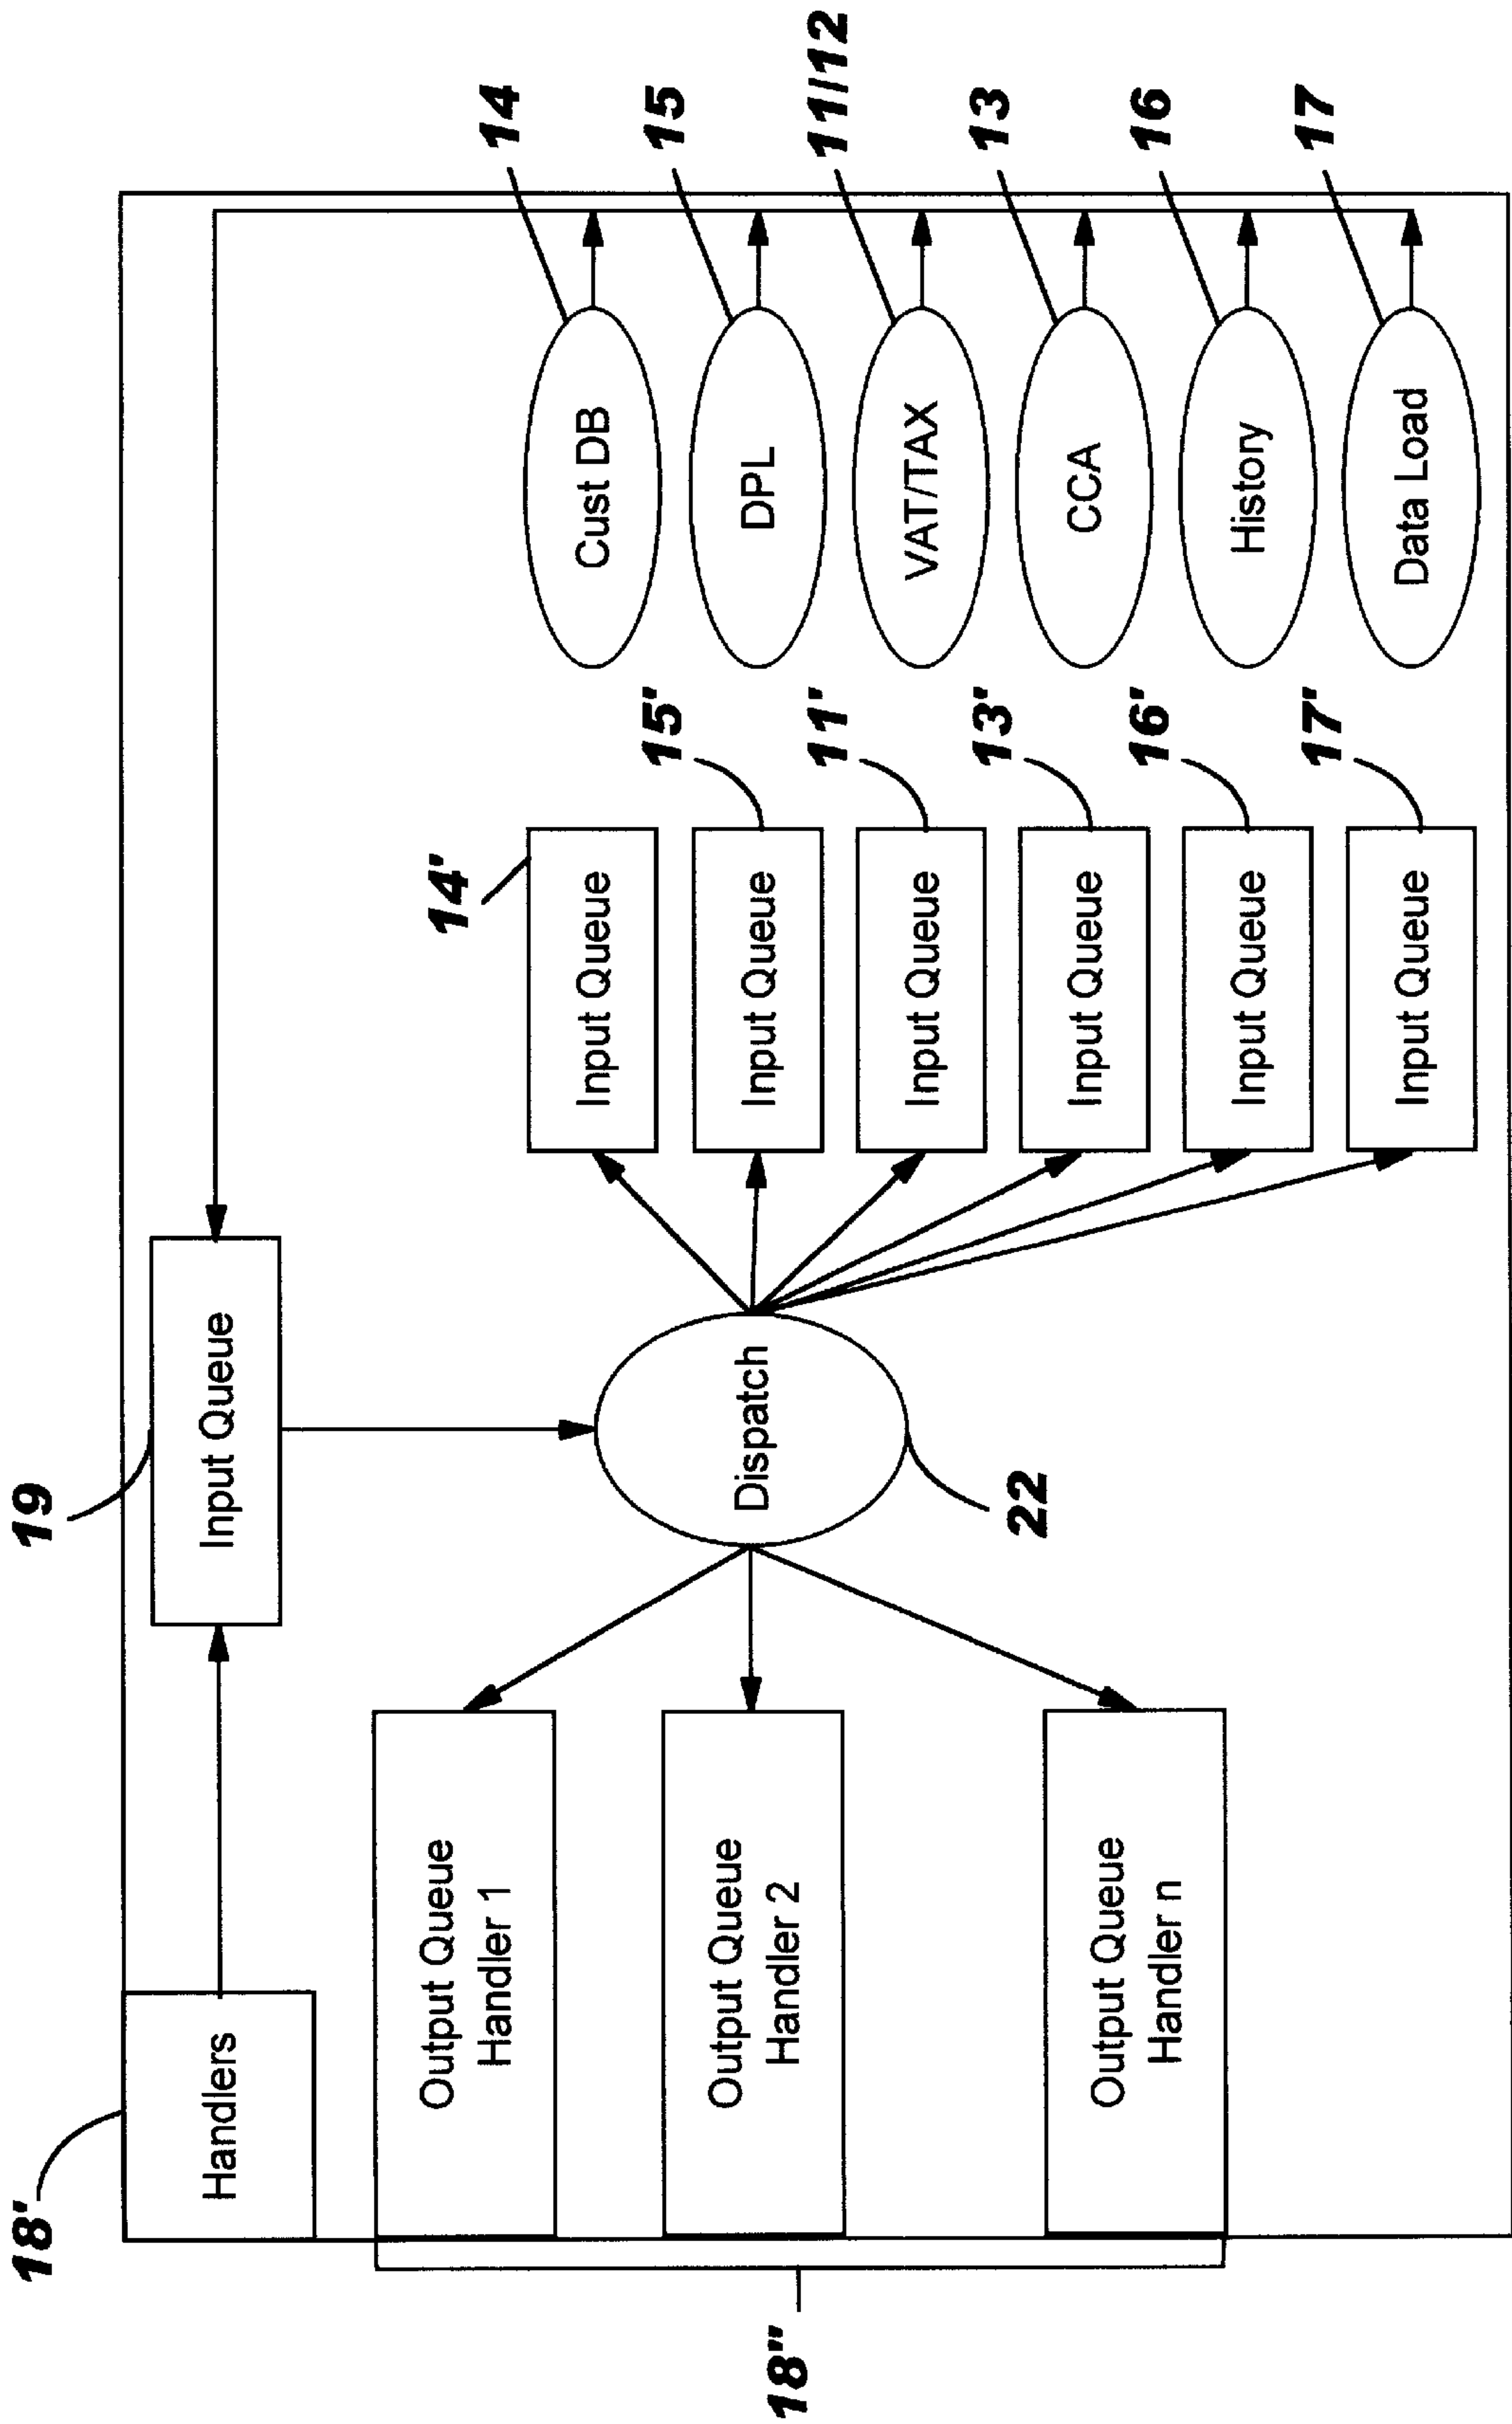 19
18'
Handlers
Input Queue
14
Output Queue
Handler 1
14'
Input Queue
Cust DB
15
15'
Output Queue
Handler 2
Dispatch
Input Queue
DPL
11/12
11'
Input Queue
VAT/TAX
18"
22
13
13'
Output Queue
Handler n
Input Queue
CCA
16
16'
Input Queue
History
17
17'
Input Queue
Data Load